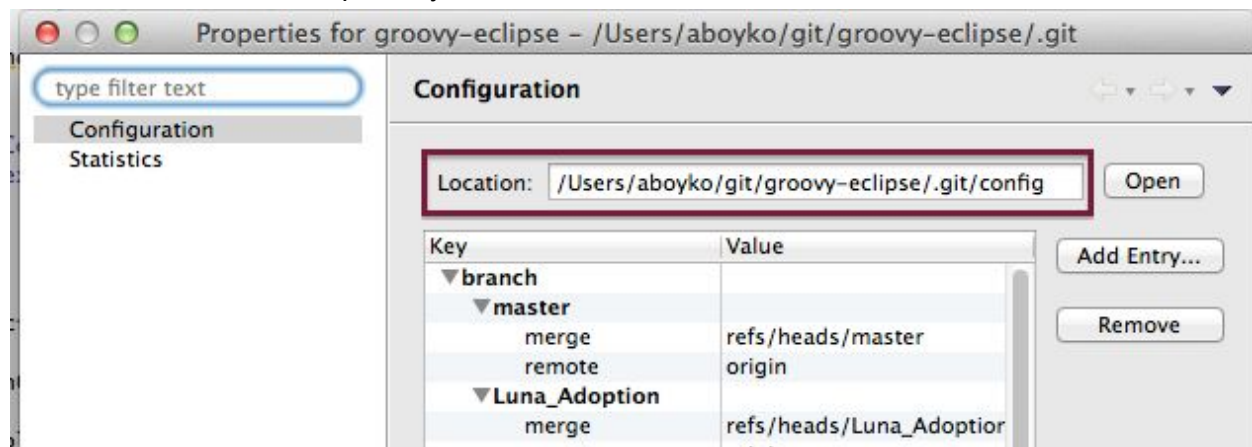 Properties for groovy-eclipse – /Users/aboyko/git/groovy-eclipse/.git
type filter text
Configuration
Statistics
Configuration
Location: /Users/aboyko/git/groovy-eclipse/.git/config Open
Key Value
Add Entry...
branch
master
merge refs/heads/master
Remove
remote origin
Luna_Adoption
merge refs/heads/Luna_Adoption